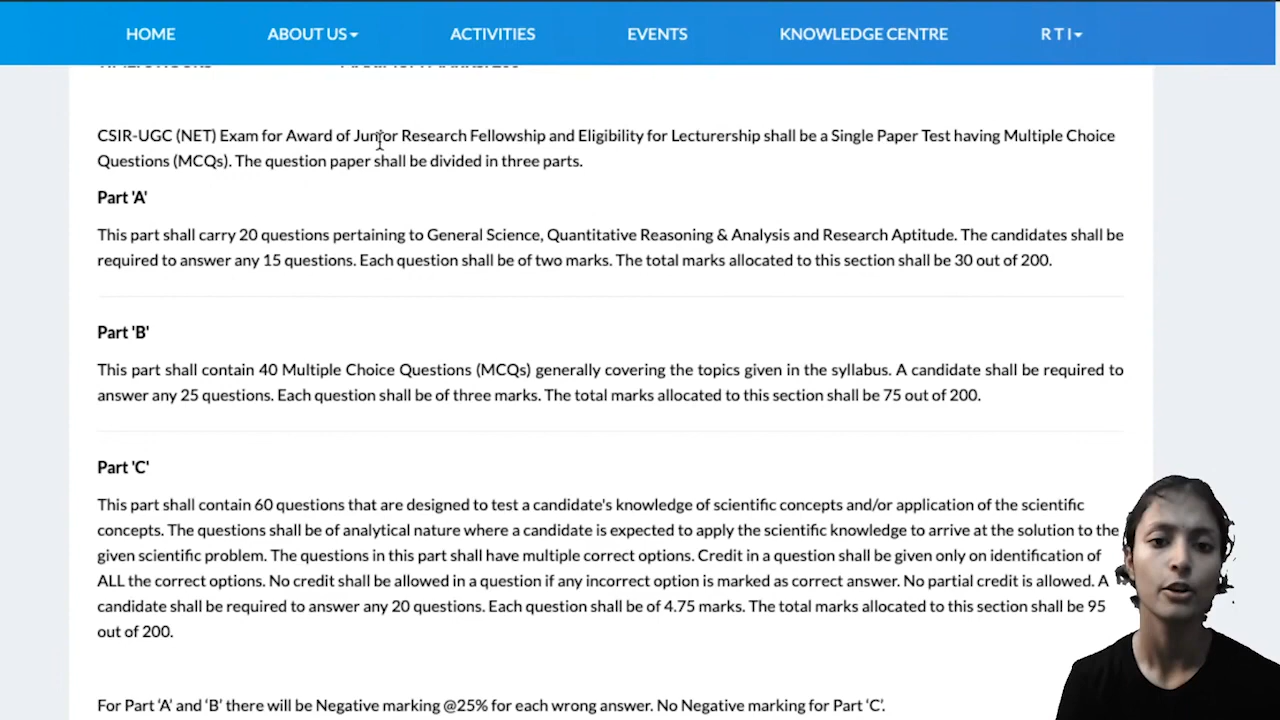 HOME ABOUT US ACTIVITIES EVENTS KNOWLEDGE CENTRE R T I
CSIR-UGC (NET) Exam for Award of Junior Research Fellowship and Eligibility for Lecturership shall be a Single Paper Test having Multiple Choice
Questions (MCQs). The question paper shall be divided in three parts.
Part 'A'
This part shall carry 20 questions pertaining to General Science, Quantitative Reasoning & Analysis and Research Aptitude. The candidates shall be
required to answer any 15 questions. Each question shall be of two marks. The total marks allocated to this section shall be 30 out of 200.
Part 'B'
This part shall contain 40 Multiple Choice Questions (MCQs) generally covering the topics given in the syllabus. A candidate shall be required to
answer any 25 questions. Each question shall be of three marks. The total marks allocated to this section shall be 75 out of 200.
Part 'C'
This part shall contain 60 questions that are designed to test a candidate's knowledge of scientific concepts and/or application of the scientific
concepts. The questions shall be of analytical nature where a candidate is expected to apply the scientific knowledge to arrive at the solution to the
given scientific problem. The questions in this part shall have multiple correct options. Credit in a question shall be given only on identification of
ALL the correct options. No credit shall be allowed in a question if any incorrect option is marked as correct answer. No partial credit is allowed. A
candidate shall be required to answer any 20 questions. Each question shall be of 4.75 marks. The total marks allocated to this section shall be 95
out of 200.
For Part ‘A’ and ‘B’ there will be Negative marking @25% for each wrong answer. No Negative marking for Part ‘C’.